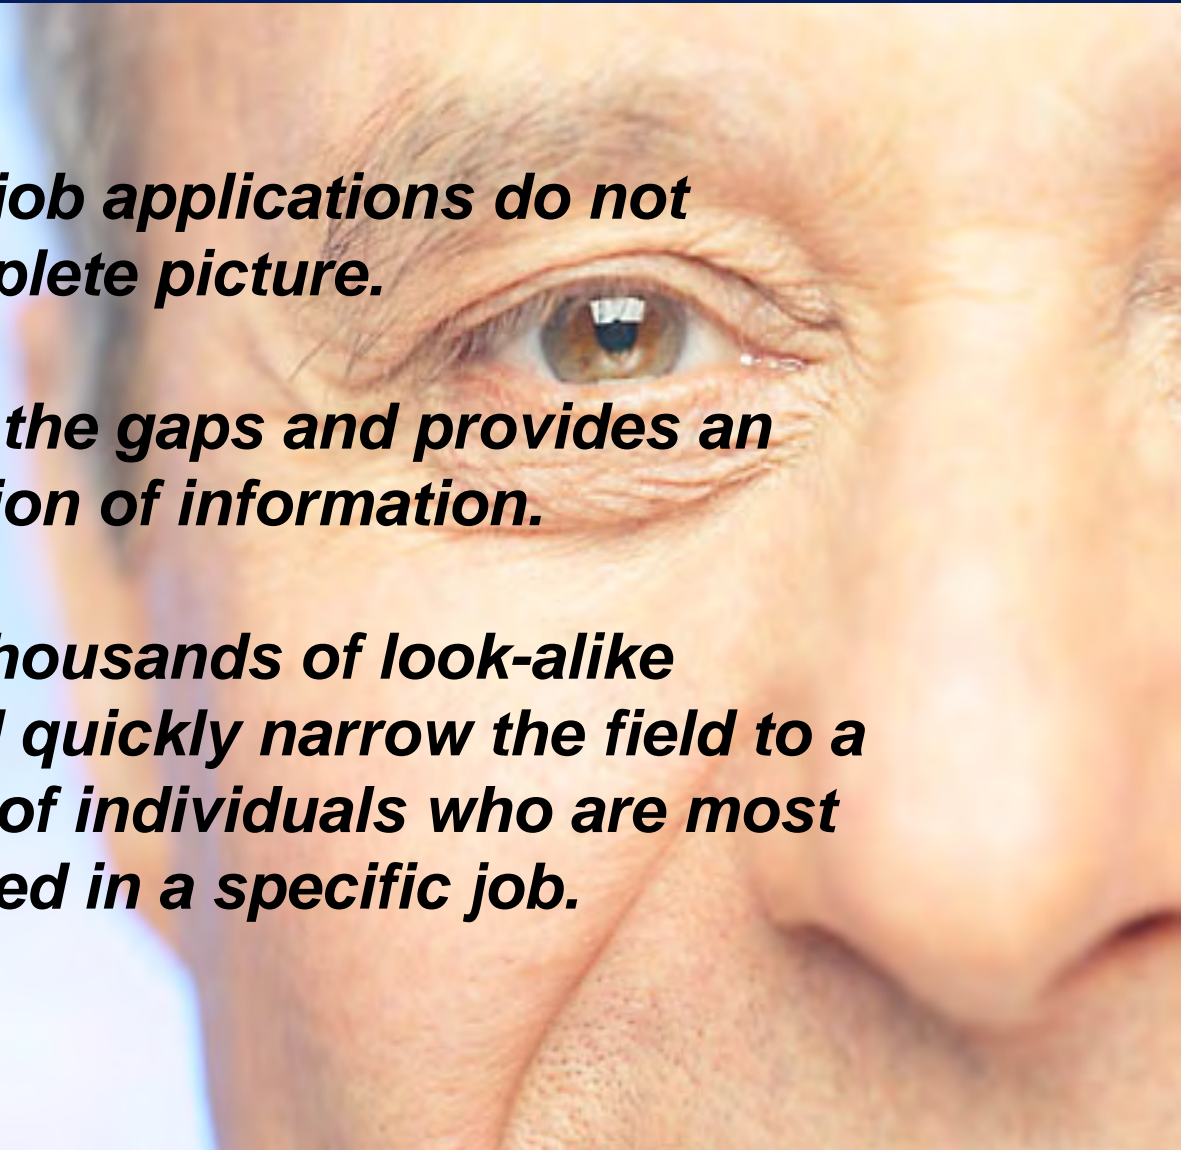 job applications do not
plete picture.
the gaps and provides an
ion of information.
housands of look-alike
quickly narrow the field to a
of individuals who are most
ed in a specific job.